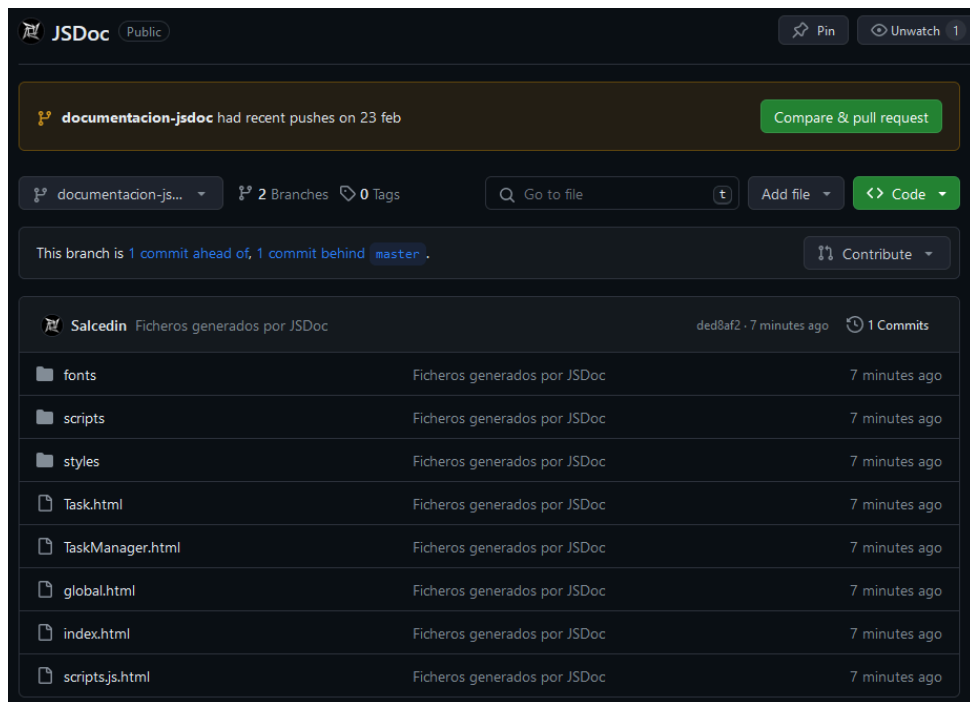 JSDoc Public Pin Unwatch 1
documentacion-jsdoc had recent pushes on 23 feb Compare & pull request
documentacion-js... 2 Branches 0 Tags Go to file t Add file Code
This branch is 1 commit ahead of, 1 commit behind master . Contribute
Salcedin Ficheros generados por JSDoc ded8af2 · 7 minutes ago 1 Commits
fonts Ficheros generados por JSDoc 7 minutes ago
scripts Ficheros generados por JSDoc 7 minutes ago
styles Ficheros generados por JSDoc 7 minutes ago
Task.html Ficheros generados por JSDoc 7 minutes ago
TaskManager.html Ficheros generados por JSDoc 7 minutes ago
global.html Ficheros generados por JSDoc 7 minutes ago
index.html Ficheros generados por JSDoc 7 minutes ago
scripts.js.html Ficheros generados por JSDoc 7 minutes ago